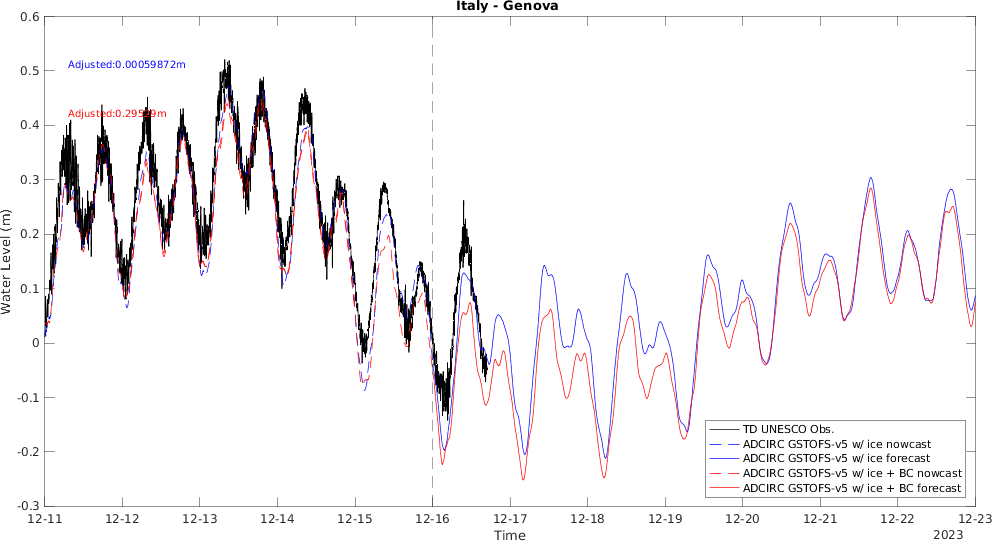 Italy - Genova
0.6
0.5
0.4
0.3
0.2
0.1
0
-0.1
-0.2
-0.3
Water Level (m)
Adjusted:0.00059872m
TD UNESCO Obs.
ADCIRC GSTOFS-v5 w/ ice nowcast
ADCIRC GSTOFS-v5 w/ ice forecast
ADCIRC GSTOFS-v5 w/ ice + BC nowcast
ADCIRC GSTOFS-v5 w/ ice + BC forecast
12-11 12-12 12-13 12-14 12-15 12-16 12-17 12-18 12-19 12-20 12-21 12-22 12-23
Time
2023